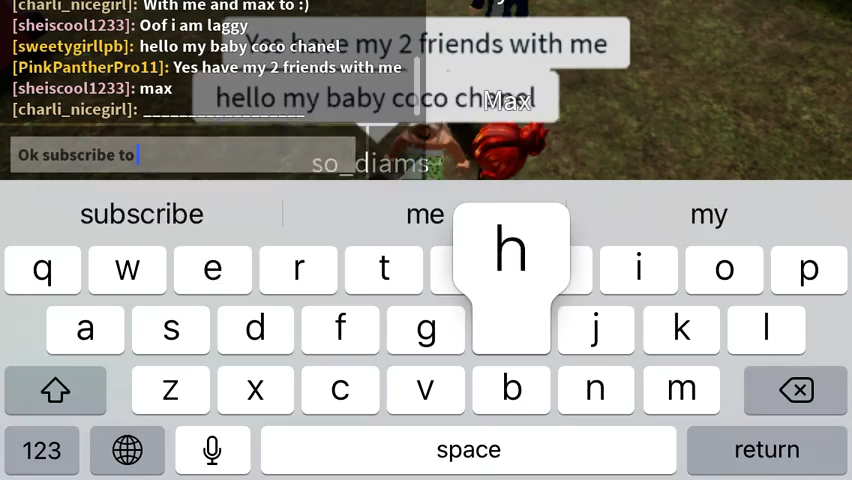 [charli_nicegirl]: With me and max to :)
[sheiscool1233]: Oof i am laggy
[sweetygirllpb]: hello my baby coco chanel
[PinkPantherPro11]: Yes have my 2 friends with me
[sheiscool1233]: max
[charli_nicegirl]: ___________________
Yes have my 2 friends with me
hello my baby coco chanel
Max
Ok subscribe to
so_diams
subscribe me my
q w e r t i o p
a s d f g h j k l
z x c v b n m
123 space return